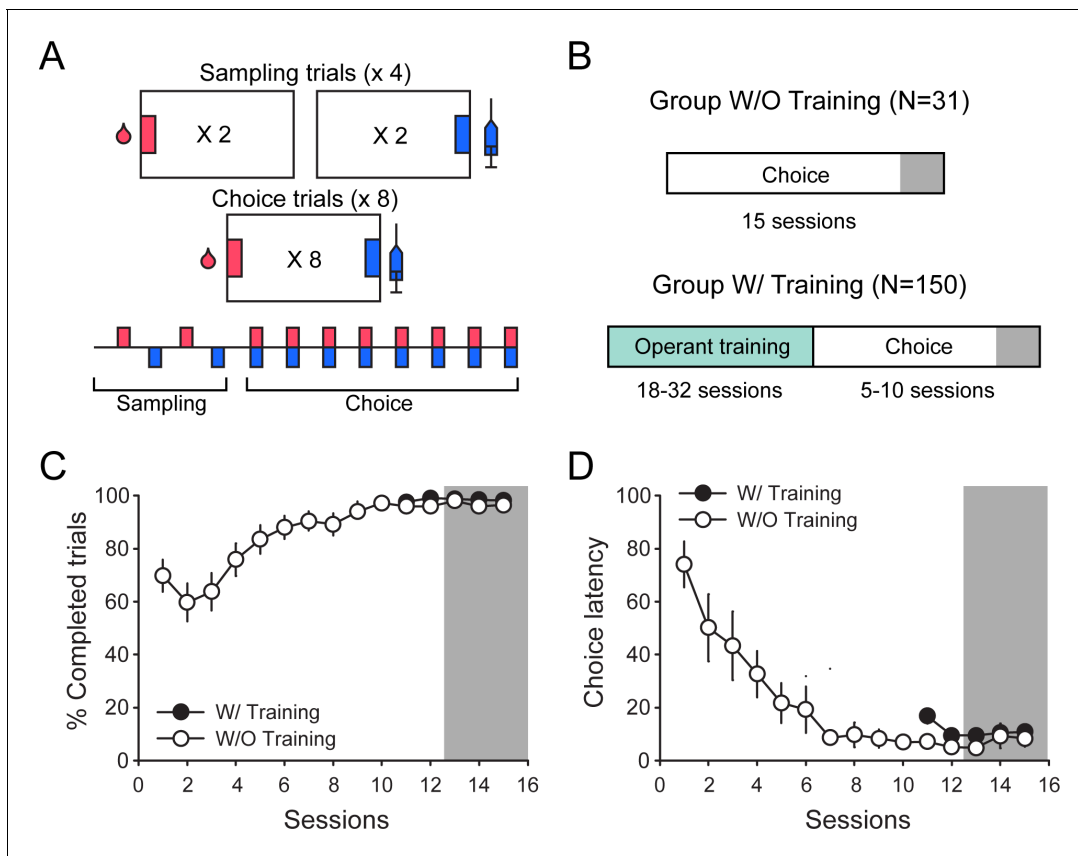 A
Sampling trials (x 4)
X 2
X 2
Choice trials (x 8)
X 8
Sampling
Choice
B
Group W/O Training (N=31)
Choice
15 sessions
Group W/ Training (N=150)
Operant training
Choice
18-32 sessions
5-10 sessions
C
% Completed trials
100
80
60
40
20
0
W/ Training
W/O Training
0 2 4 6 8 10 12 14 16
Sessions
D
Choice latency
100
80
60
40
20
0
W/ Training
W/O Training
0 2 4 6 8 10 12 14 16
Sessions